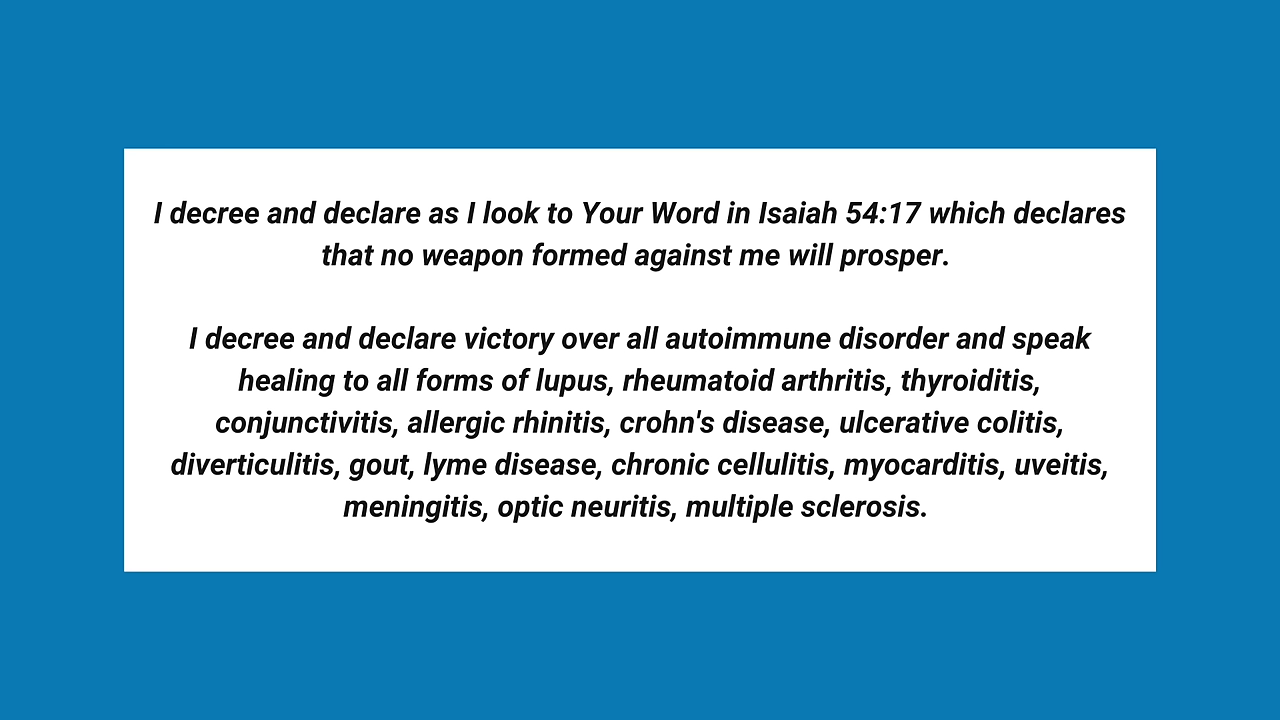 I decree and declare as I look to Your Word in Isaiah 54:17 which declares
that no weapon formed against me will prosper.
I decree and declare victory over all autoimmune disorder and speak
healing to all forms of lupus, rheumatoid arthritis, thyroiditis,
conjunctivitis, allergic rhinitis, crohn's disease, ulcerative colitis,
diverticulitis, gout, lyme disease, chronic cellulitis, myocarditis, uveitis,
meningitis, optic neuritis, multiple sclerosis.